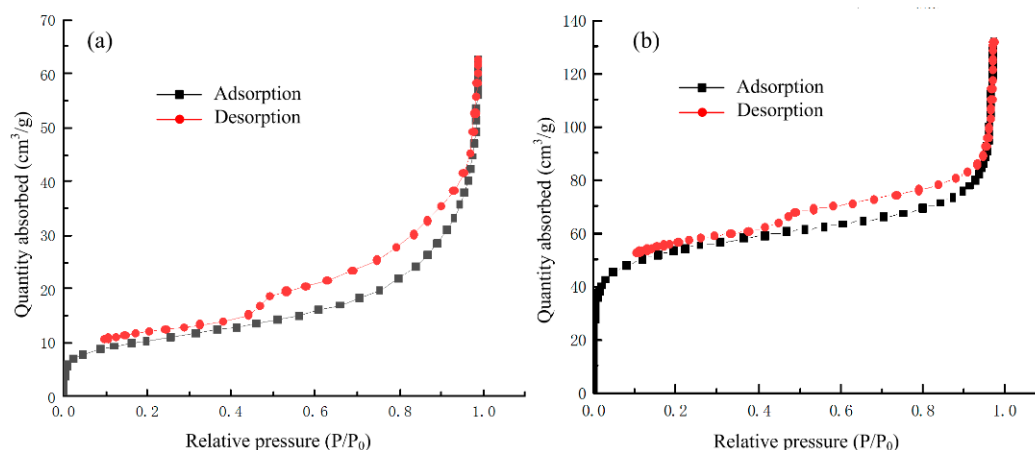 (a)
Adsorption
Desorption
Quantity absorbed (cm³/g)
70
60
50
40
30
20
10
0
0.0 0.2 0.4 0.6 0.8 1.0
Relative pressure (P/P₀)
(b)
Adsorption
Desorption
Quantity absorbed (cm³/g)
140
120
100
80
60
40
20
0
0.0 0.2 0.4 0.6 0.8 1.0
Relative pressure (P/P₀)